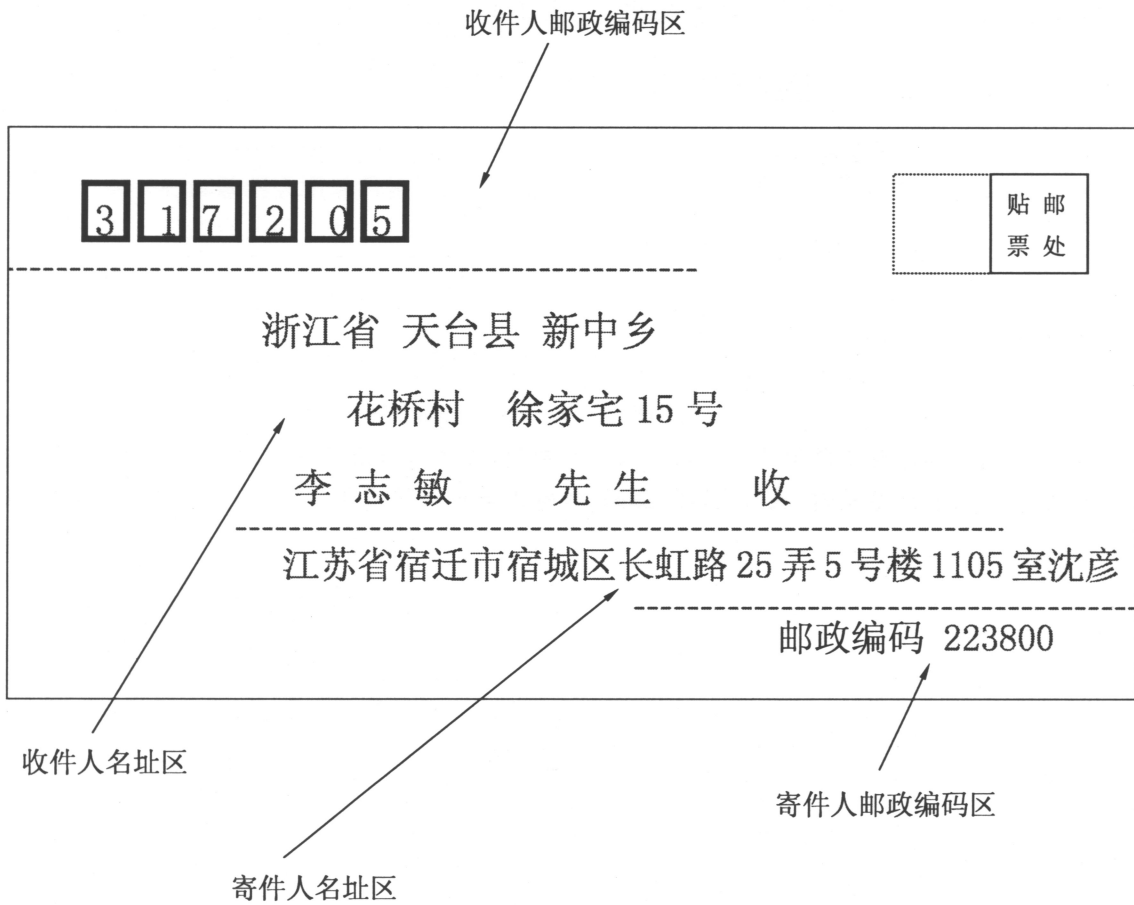 收件人邮政编码区
3 1 7 2 0 5
贴 邮
票 处
浙江省 天台县 新中乡
花桥村 徐家宅 15 号
李 志 敏 先 生 收
江苏省宿迁市宿城区长虹路 25 弄 5 号楼 1105 室沈彦
邮政编码 223800
收件人名址区
寄件人邮政编码区
寄件人名址区